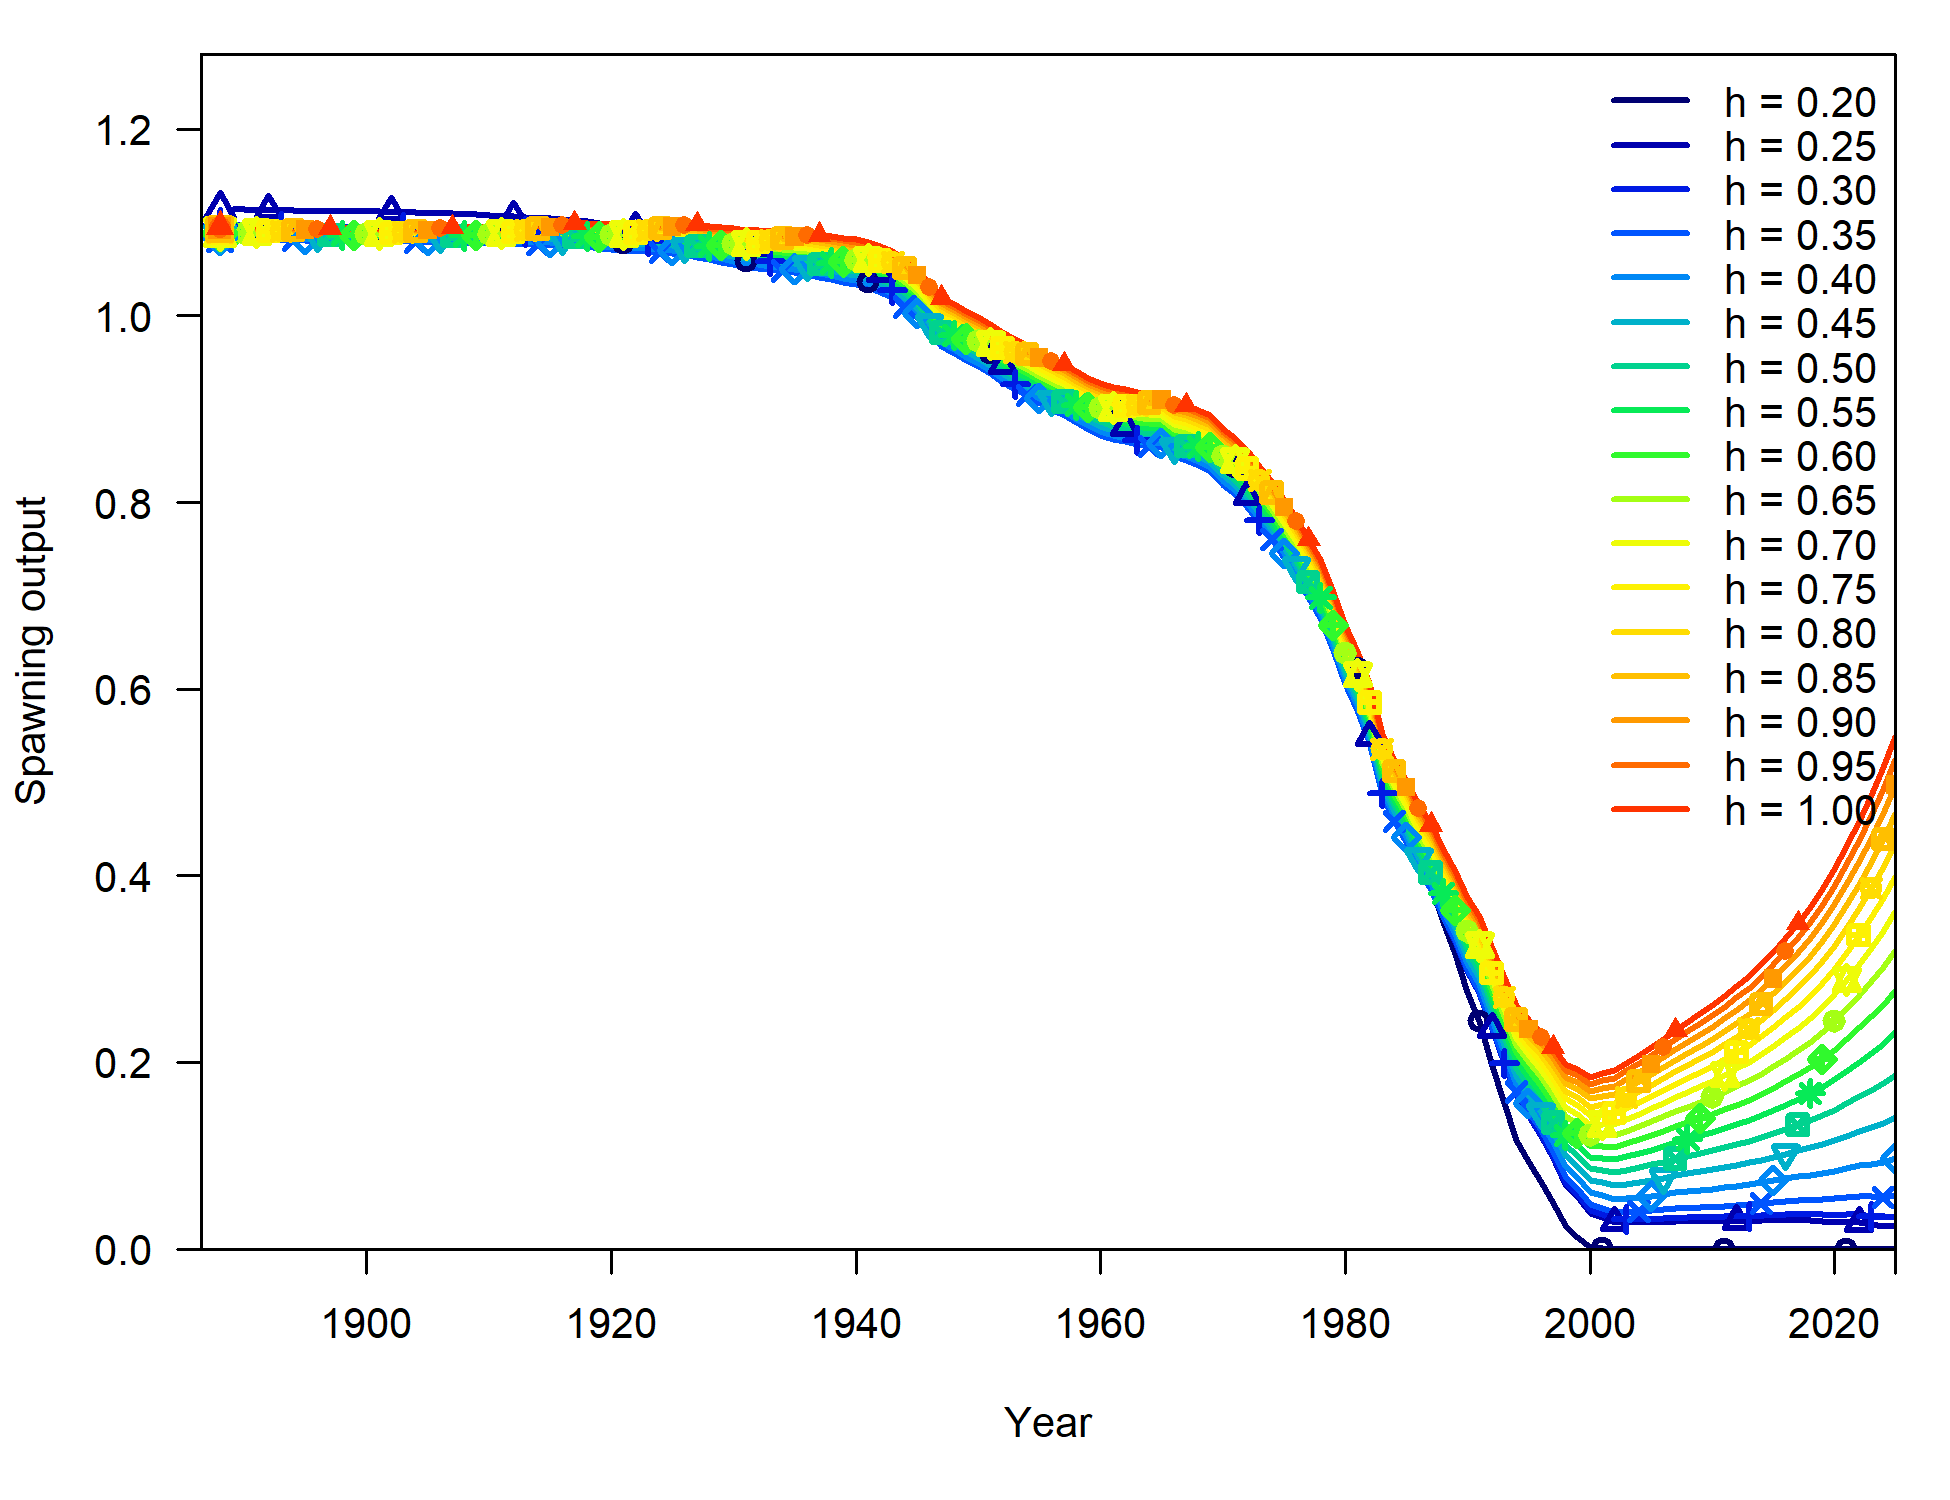 1.2
1.0
0.8
0.6
0.4
0.2
0.0
Spawning output
h = 0.20
h = 0.25
h = 0.30
h = 0.35
h = 0.40
h = 0.45
h = 0.50
h = 0.55
h = 0.60
h = 0.65
h = 0.70
h = 0.75
h = 0.80
h = 0.85
h = 0.90
h = 0.95
h = 1.00
1900 1920 1940 1960 1980 2000 2020
Year